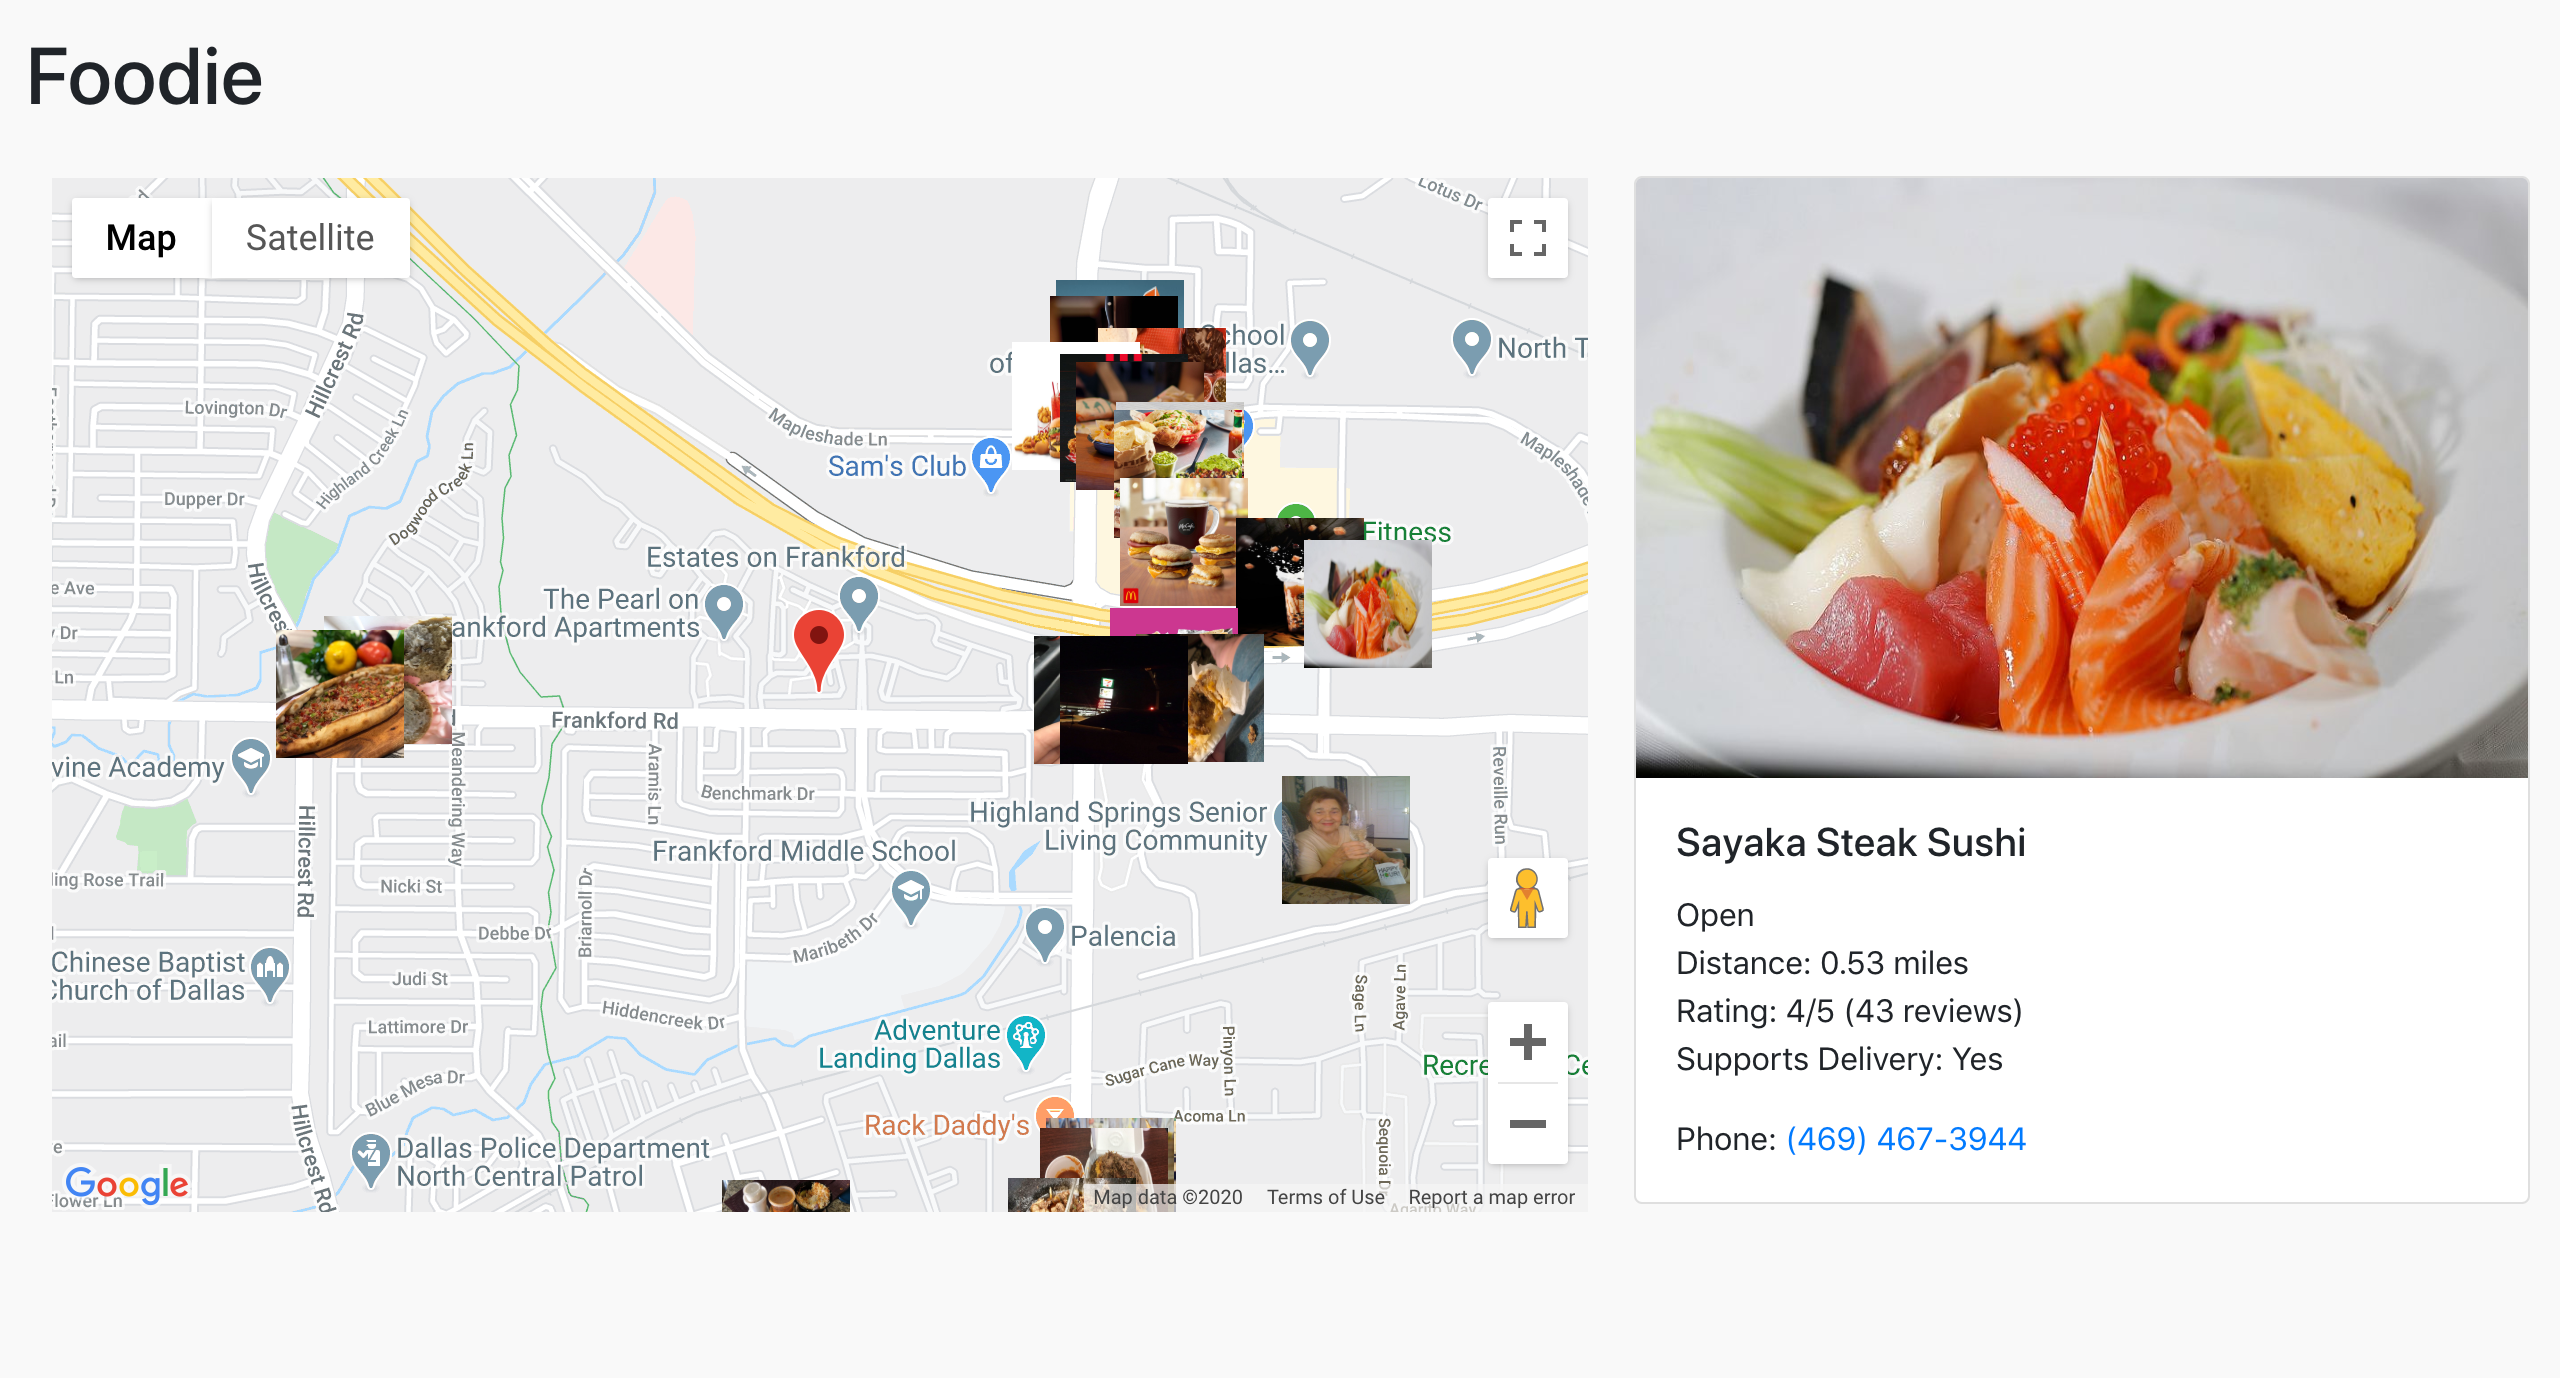 Foodie
Map
Satellite
Lotus Dr
Hillcrest Rd
Lovington Dr
Highland Creek Ln
Dogwood Creek Ln
Dupper Dr
Mapleshade Ln
Sam's Club
of
chool
llas...
North T
Mapleshade
Fitness
Estates on Frankford
The Pearl on
ankford Apartments
Hillcres
e Ave
Dr
Ln
Frankford Rd
vine Academy
Meandering Way
Aramis Ln
Benchmark Dr
Highland Springs Senior
Living Community
Reveille Run
Hillcrest Rd
Frankford Middle School
ling Rose Trail
Nicki St
Briarnoll Dr
Debbe Dr
Maribeth Dr
Palencia
Chinese Baptist
Church of Dallas
Judi St
Hiddencreek Dr
Lattimore Dr
ail
Adventure
Landing Dallas
Sage Ln
Agave Ln
Pinyon Ln
Sugar Cane Way
Recre
Ce
Blue Mesa Dr
Hillcrest Rd
Rack Daddy's
Acoma Ln
Sequoia D
e
Dallas Police Department
North Central Patrol
Google
Flower Ln
Map data ©2020
Terms of Use
Report a map error
Agarito Way
Sayaka Steak Sushi
Open
Distance: 0.53 miles
Rating: 4/5 (43 reviews)
Supports Delivery: Yes
Phone: (469) 467-3944